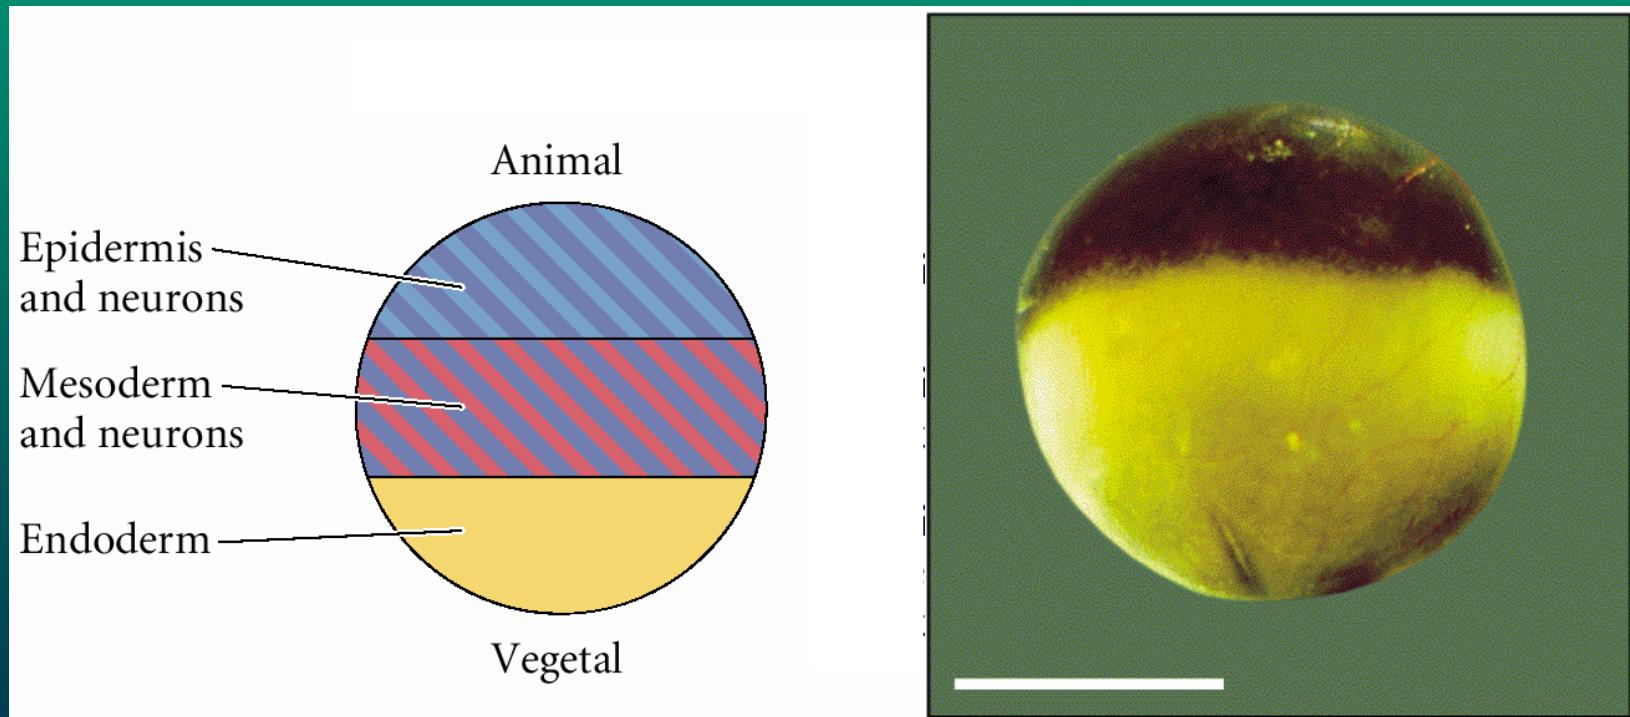 Animal
Epidermis
and neurons
Mesoderm
and neurons
Endoderm
Vegetal